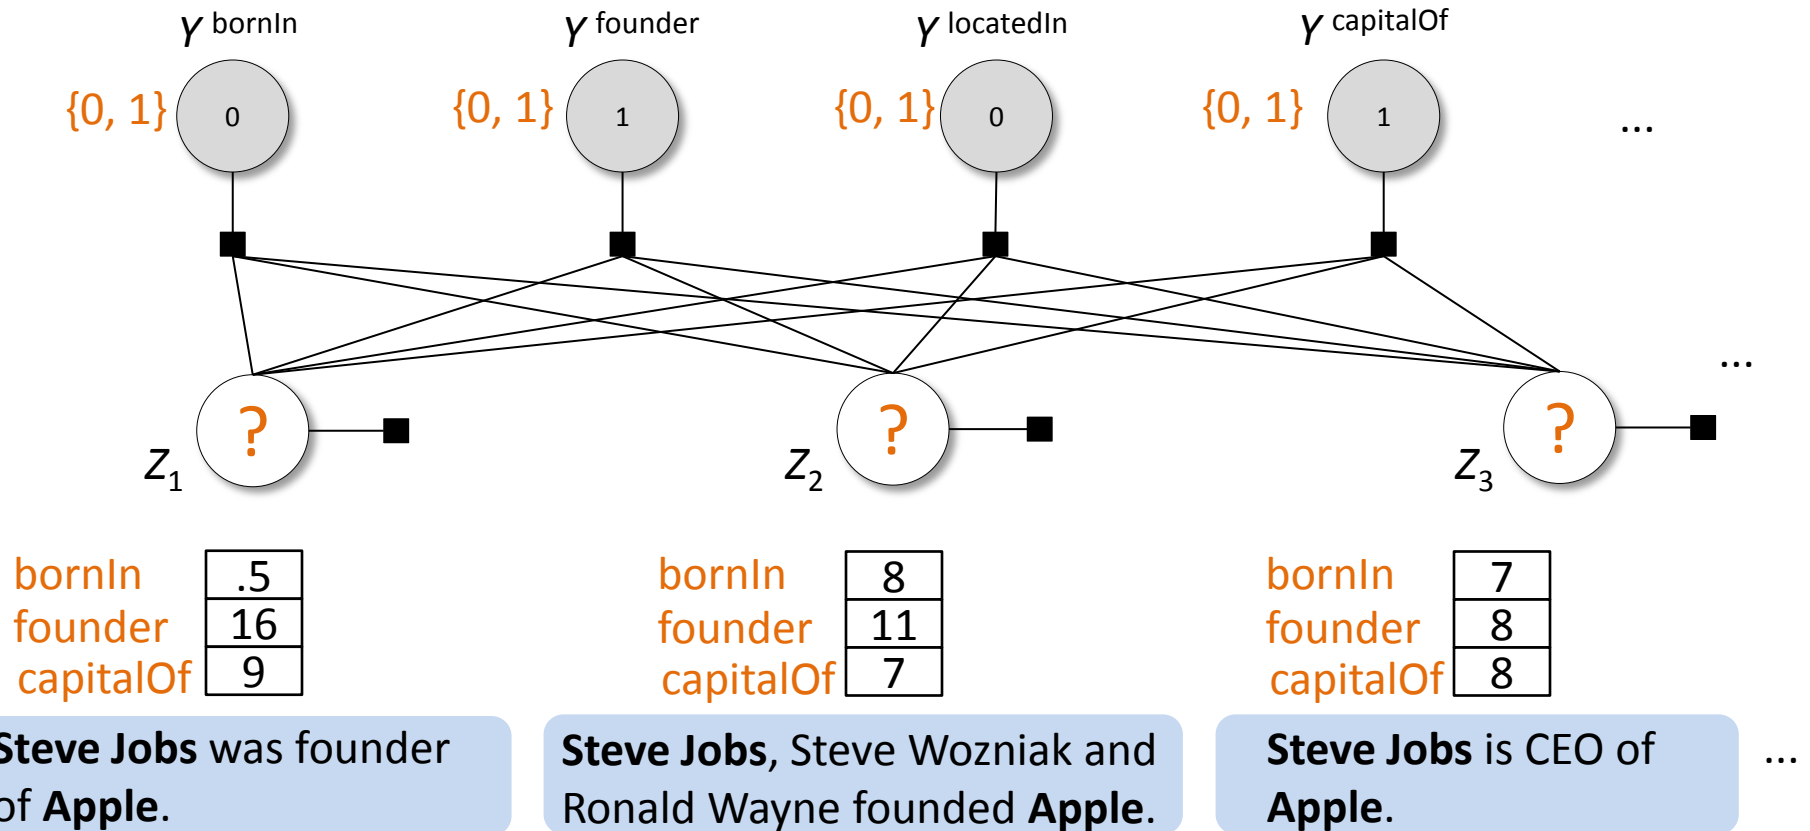 Y bornIn Y founder Y locatedIn Y capitalOf
{0, 1} 0 {0, 1} 1 {0, 1} 0 {0, 1} 1 ...
...
? ? ?
Z1 Z2 Z3
bornIn .5 bornIn 8 bornIn 7
founder 16 founder 11 founder 8
capitalOf 9 capitalOf 7 capitalOf 8
Steve Jobs was founder
of Apple.
Steve Jobs, Steve Wozniak and
Ronald Wayne founded Apple.
Steve Jobs is CEO of
Apple.
...